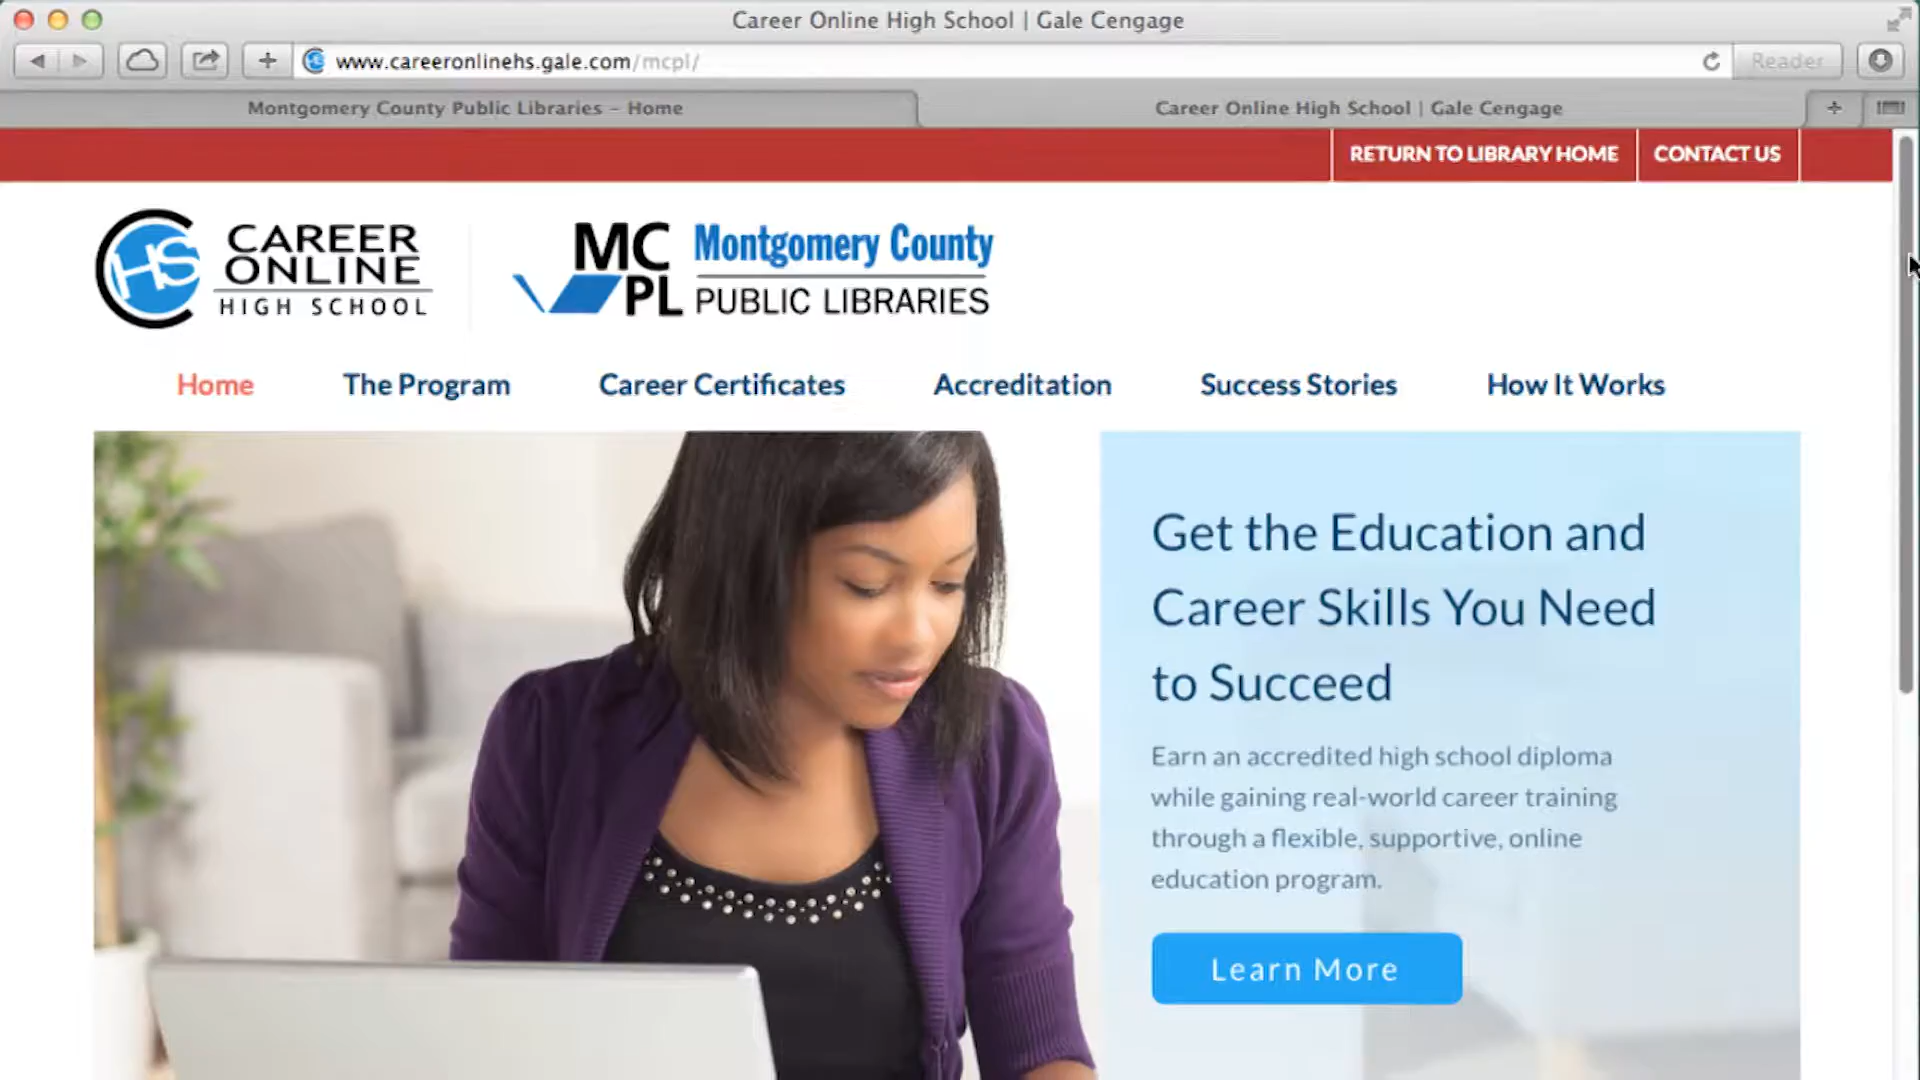 Career Online High School | Gale Cengage
www.careeronlinehs.gale.com/mcpl/
Reader
Montgomery County Public Libraries – Home
Career Online High School | Gale Cengage
RETURN TO LIBRARY HOME
CONTACT US
CHS
CAREER
ONLINE
HIGH SCHOOL
MC
PL
Montgomery County
PUBLIC LIBRARIES
Home
The Program
Career Certificates
Accreditation
Success Stories
How It Works
Get the Education and
Career Skills You Need
to Succeed
Earn an accredited high school diploma
while gaining real-world career training
through a flexible, supportive, online
education program.
Learn More